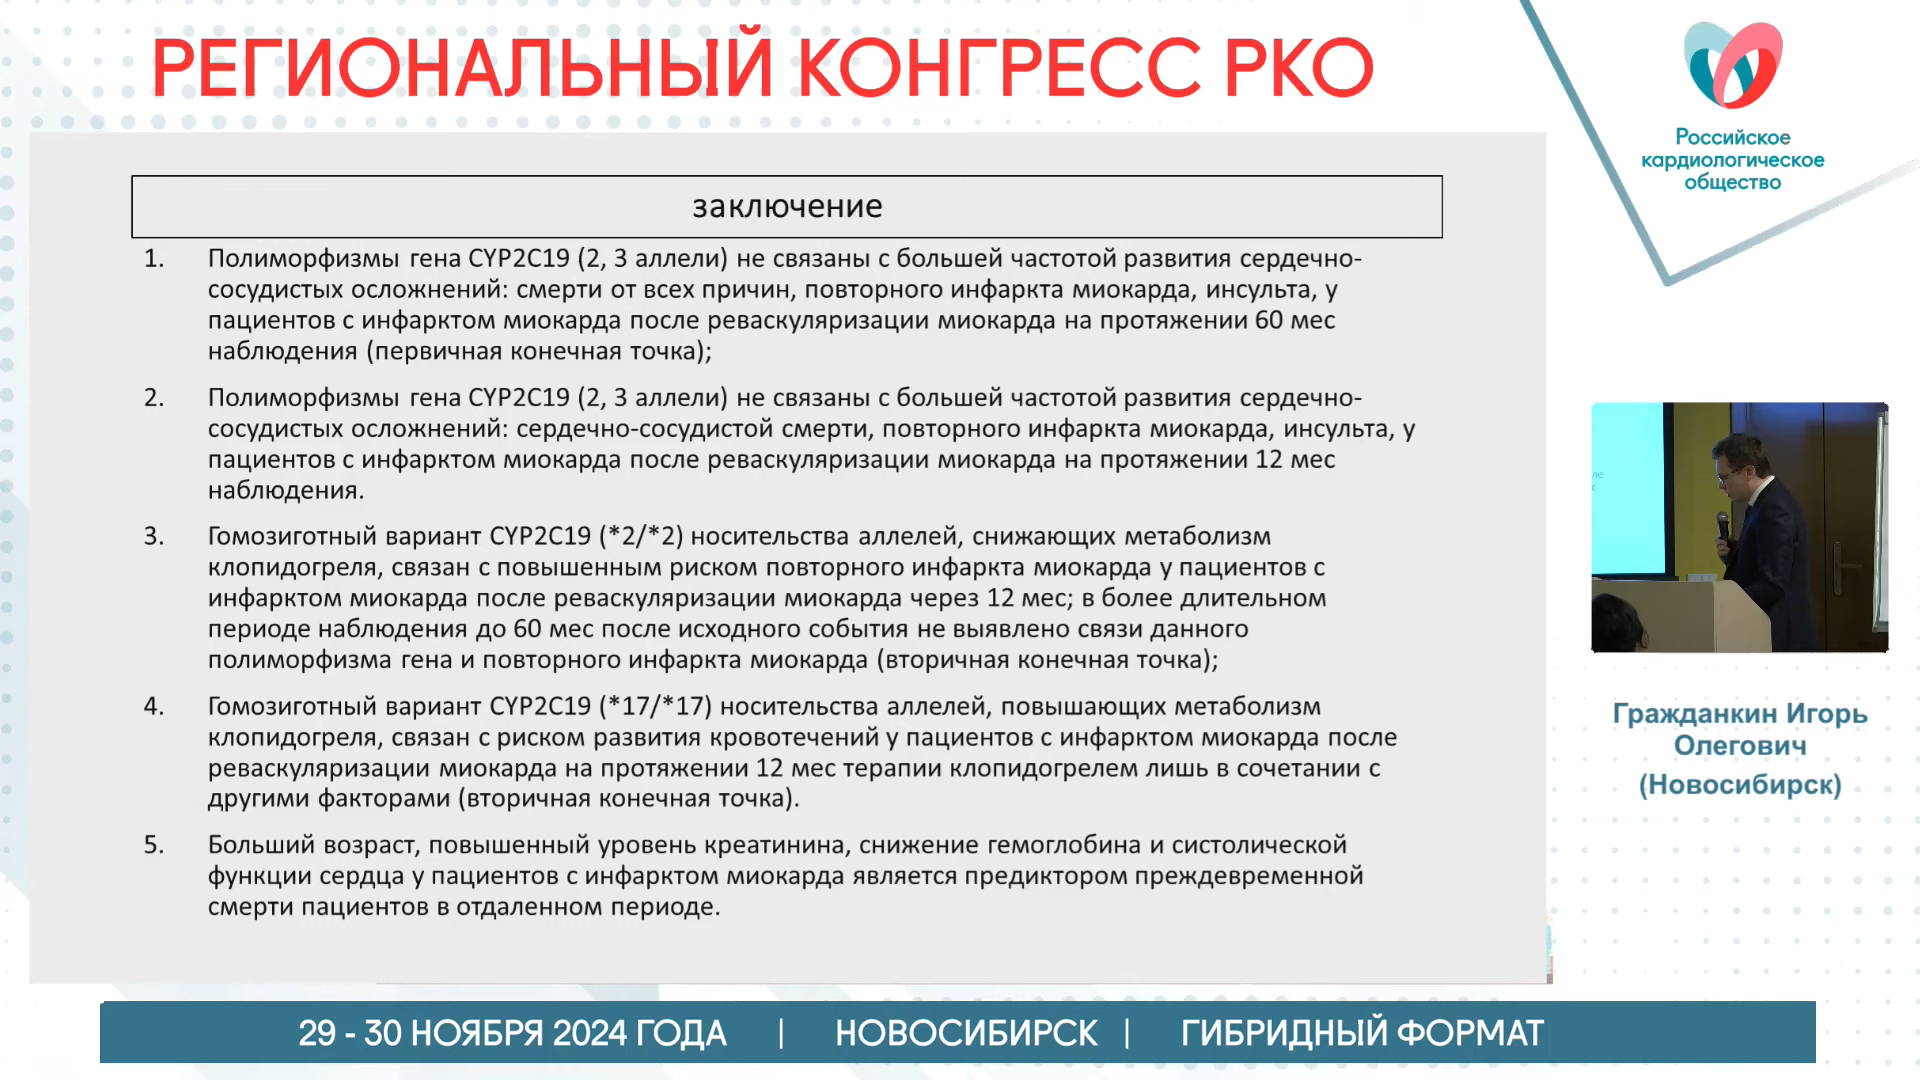 РЕГИОНАЛЬНЫЙ КОНГРЕСС РКО
Российское
кардиологическое
общество
заключение
1. Полиморфизмы гена CYP2C19 (2, 3 аллели) не связаны с большей частотой развития сердечно-
сосудистых осложнений: смерти от всех причин, повторного инфаркта миокарда, инсульта, у
пациентов с инфарктом миокарда после реваскуляризации миокарда на протяжении 60 мес
наблюдения (первичная конечная точка);
2. Полиморфизмы гена CYP2C19 (2, 3 аллели) не связаны с большей частотой развития сердечно-
сосудистых осложнений: сердечно-сосудистой смерти, повторного инфаркта миокарда, инсульта, у
пациентов с инфарктом миокарда после реваскуляризации миокарда на протяжении 12 мес
наблюдения.
3. Гомозиготный вариант CYP2C19 (*2/*2) носительства аллелей, снижающих метаболизм
клопидогреля, связан с повышенным риском повторного инфаркта миокарда у пациентов с
инфарктом миокарда после реваскуляризации миокарда через 12 мес; в более длительном
периоде наблюдения до 60 мес после исходного события не выявлено связи данного
полиморфизма гена и повторного инфаркта миокарда (вторичная конечная точка);
4. Гомозиготный вариант CYP2C19 (*17/*17) носительства аллелей, повышающих метаболизм
клопидогреля, связан с риском развития кровотечений у пациентов с инфарктом миокарда после
реваскуляризации миокарда на протяжении 12 мес терапии клопидогрелем лишь в сочетании с
другими факторами (вторичная конечная точка).
5. Больший возраст, повышенный уровень креатинина, снижение гемоглобина и систолической
функции сердца у пациентов с инфарктом миокарда является предиктором преждевременной
смерти пациентов в отдаленном периоде.
Гражданкин Игорь
Олегович
(Новосибирск)
29 - 30 НОЯБРЯ 2024 ГОДА | НОВОСИБИРСК | ГИБРИДНЫЙ ФОРМАТ